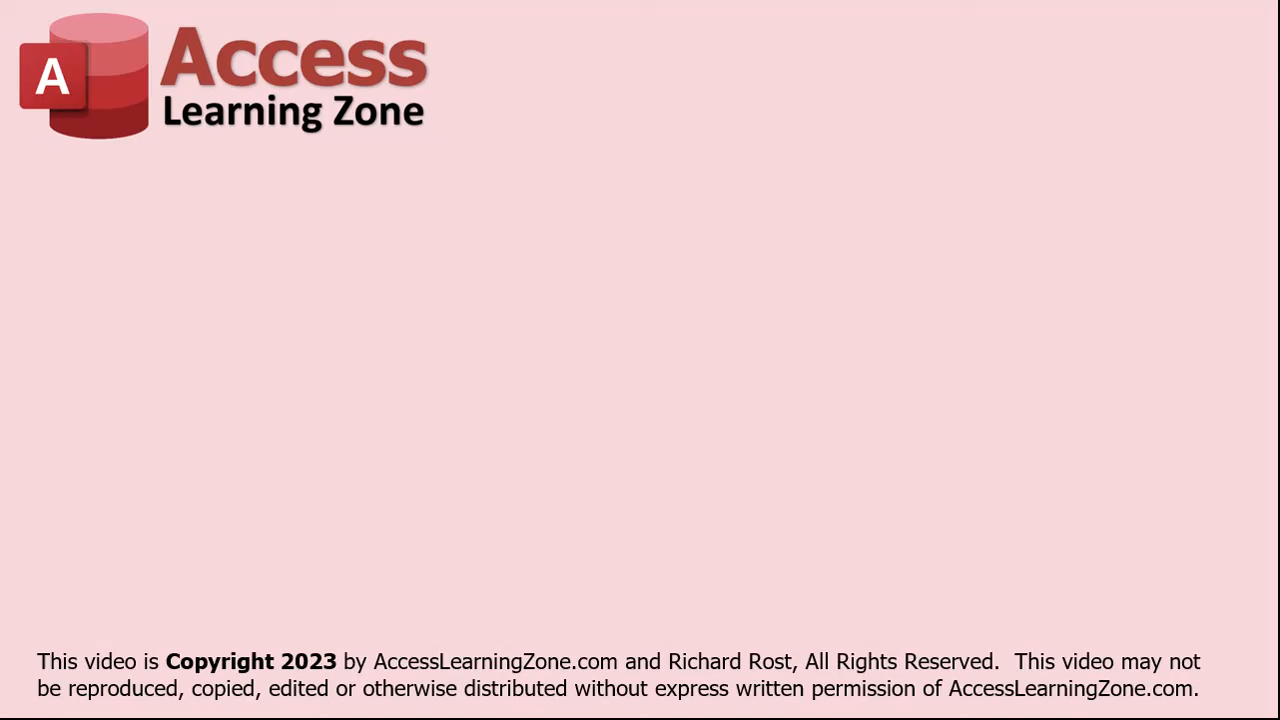 A
Access
Learning Zone
This video is Copyright 2023 by AccessLearningZone.com and Richard Rost, All Rights Reserved.  This video may not
be reproduced, copied, edited or otherwise distributed without express written permission of AccessLearningZone.com.